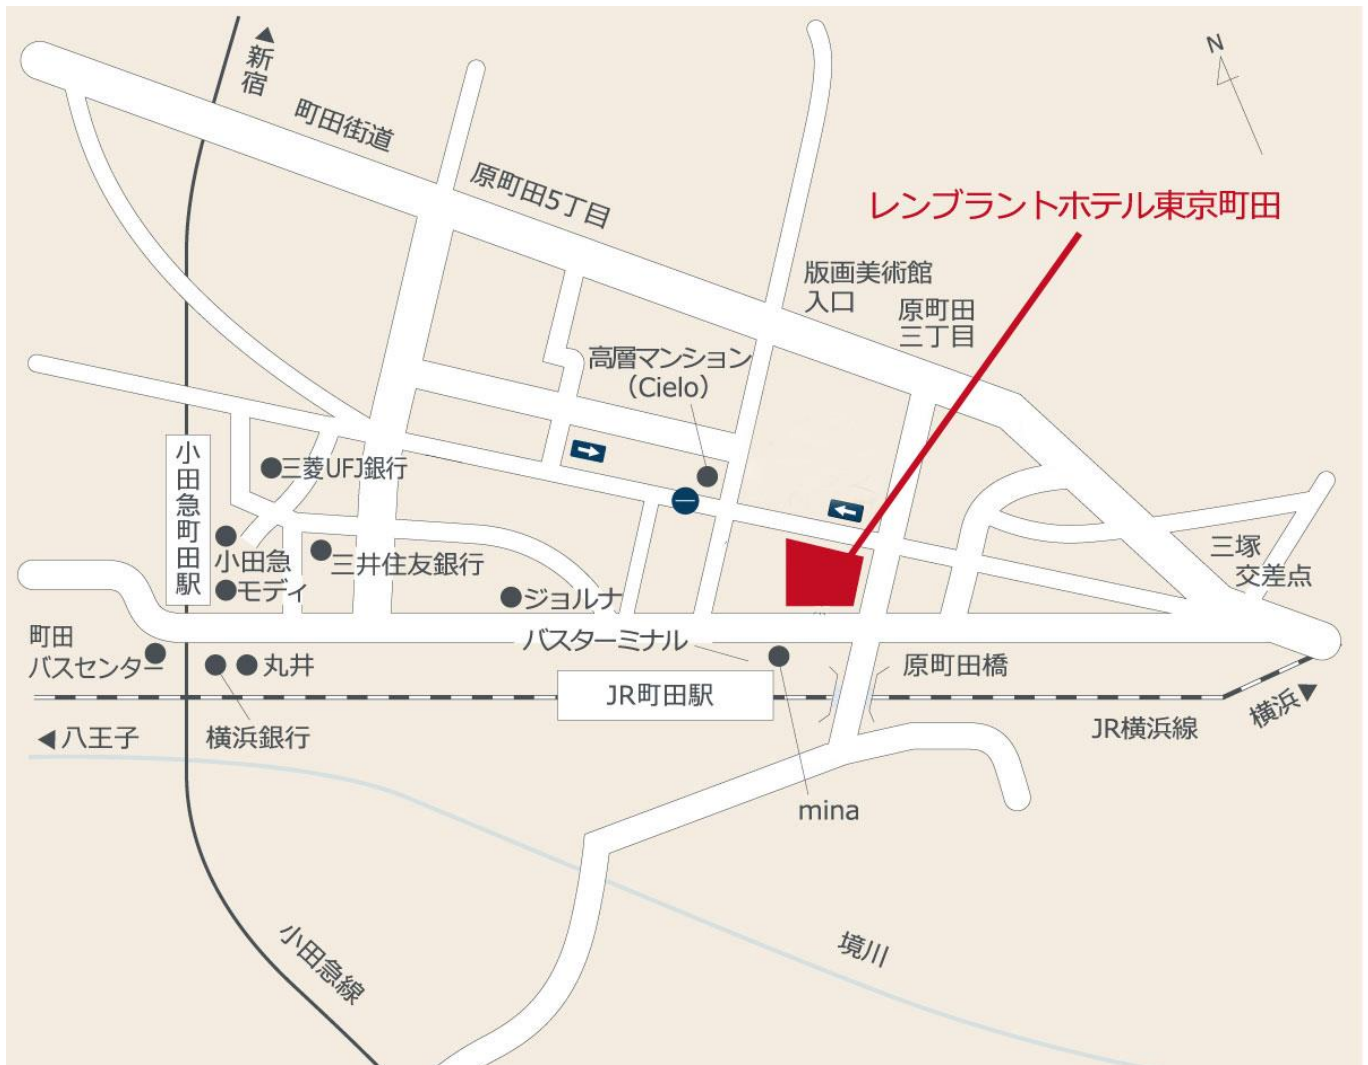 新宿
町田街道
N
原町田5丁目
レンブラントホテル東京町田
版画美術館
入口
原町田
三丁目
高層マンション
（Cielo）
小田急町田駅
三菱UFJ銀行
小田急
三井住友銀行
モディ
ジョルナ
三塚
交差点
町田
バスセンター
丸井
バスターミナル
原町田橋
JR町田駅
横浜
JR横浜線
八王子
横浜銀行
mina
小田急線
境川